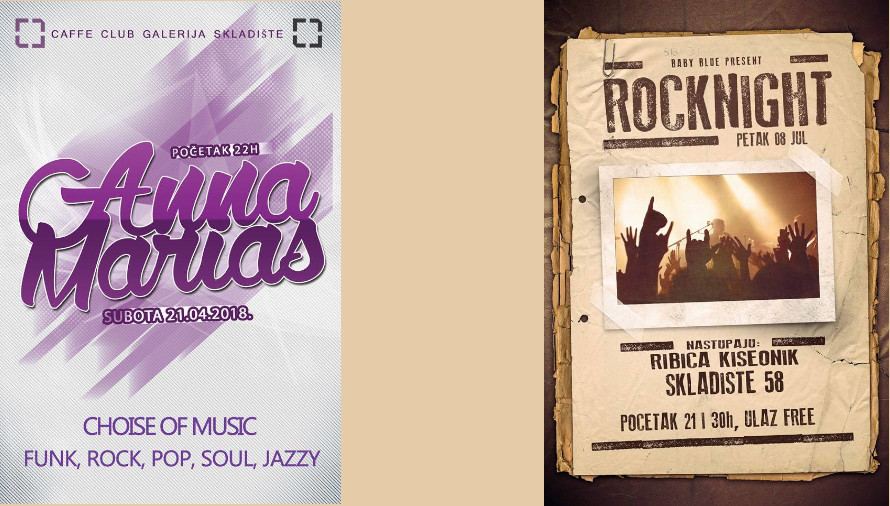 CAFFE CLUB GALERIJA SKLADIŠTE
POČETAK 22H
Anna
Marias
SUBOTA 21.04.2018.
CHOISE OF MUSIC
FUNK, ROCK, POP, SOUL, JAZZY
BABY BLUE PRESENT
ROCKNIGHT
PETAK 08 JUL
NASTUPAJU:
RIBICA KISEONIK
SKLADISTE 58
POCETAK 21 I 30h, ULAZ FREE